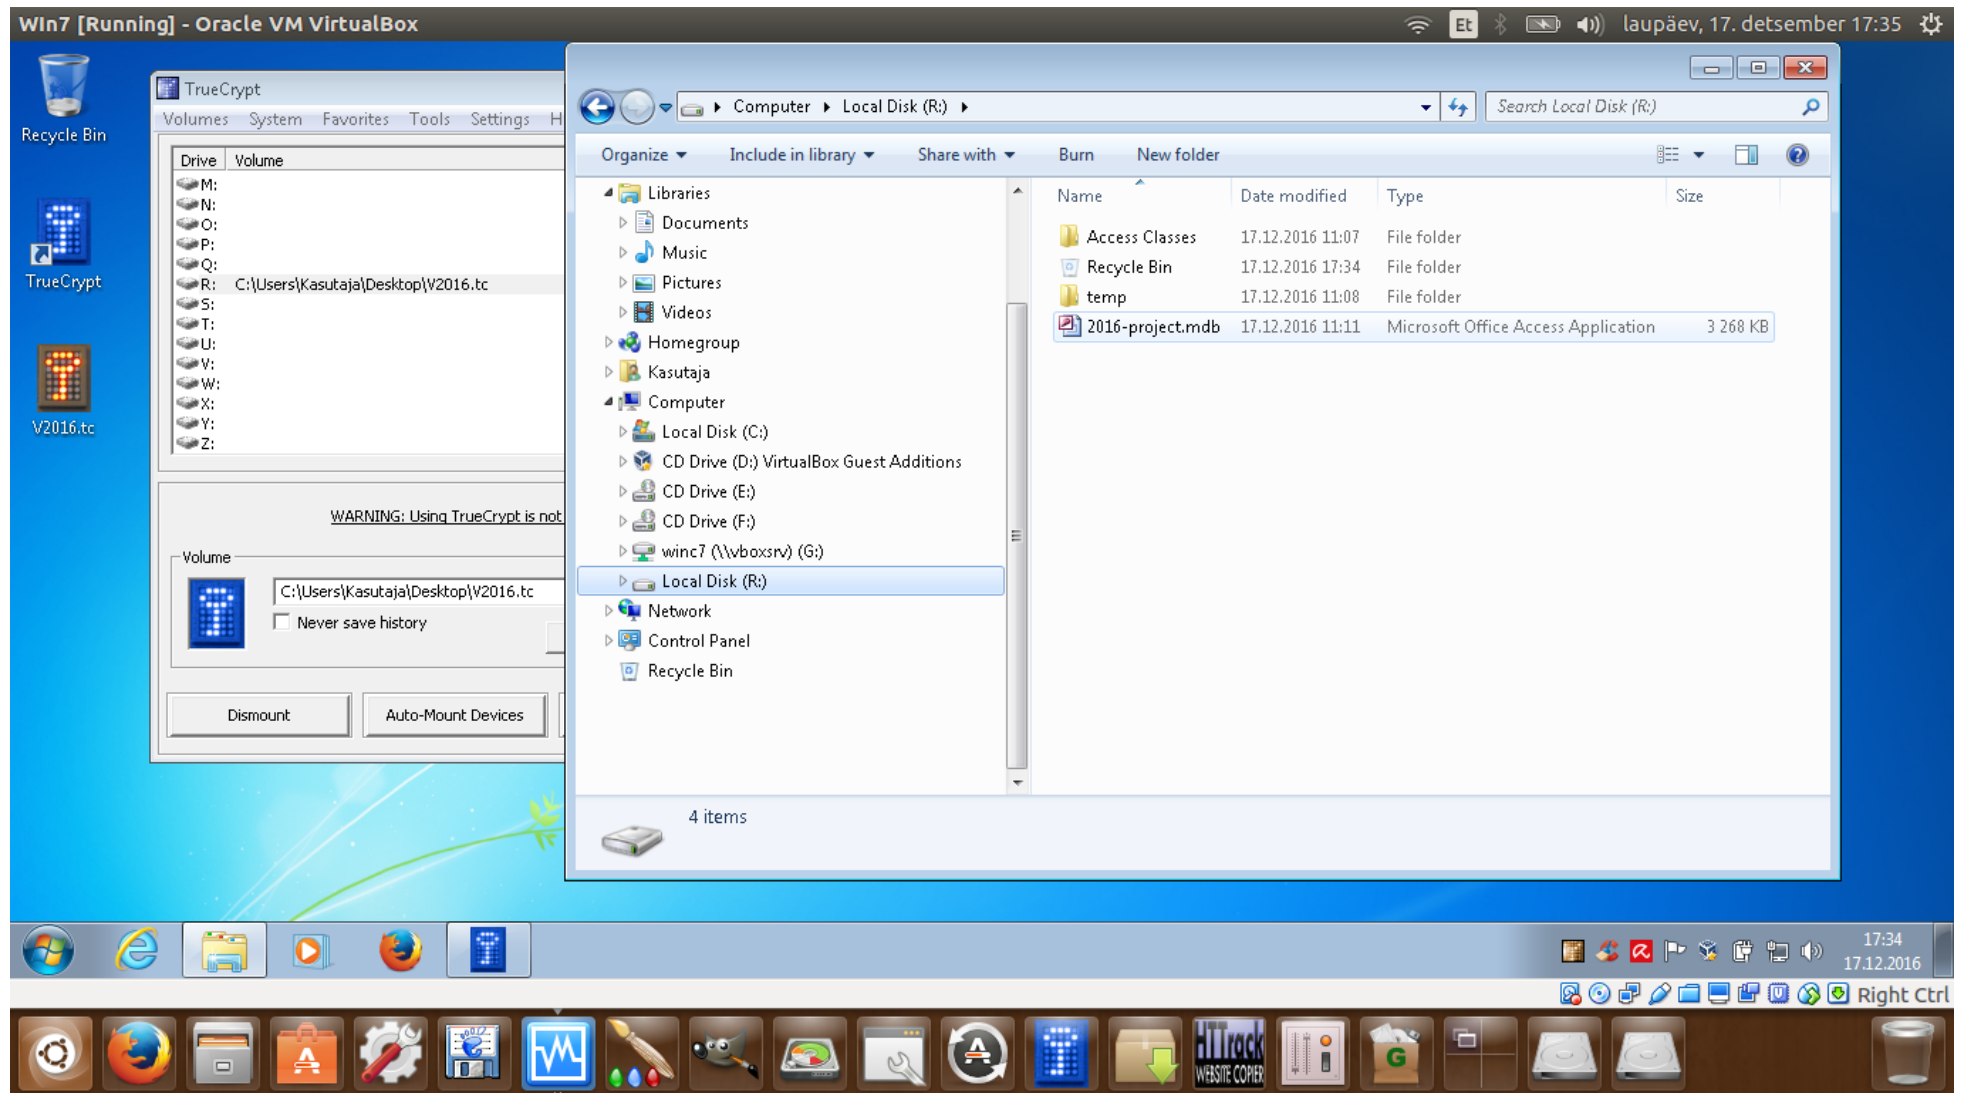 WIn7 [Running] - Oracle VM VirtualBox
Et
laupäev, 17. detsember 17:35
Recycle Bin
TrueCrypt
V2016.tc
TrueCrypt
Volumes System Favorites Tools Settings H
Drive Volume
M:
N:
O:
P:
Q:
R: C:\Users\Kasutaja\Desktop\V2016.tc
S:
T:
U:
V:
W:
X:
Y:
Z:
WARNING: Using TrueCrypt is not
Volume
C:\Users\Kasutaja\Desktop\V2016.tc
Never save history
Dismount
Auto-Mount Devices
Computer Local Disk (R:)
Search Local Disk (R:)
Organize Include in library Share with Burn New folder
Libraries
Documents
Music
Pictures
Videos
Homegroup
Kasutaja
Computer
Local Disk (C:)
CD Drive (D:) VirtualBox Guest Additions
CD Drive (E:)
CD Drive (F:)
winc7 (\\vboxsrv) (G:)
Local Disk (R:)
Network
Control Panel
Recycle Bin
Name Date modified Type Size
Access Classes 17.12.2016 11:07 File folder
Recycle Bin 17.12.2016 17:34 File folder
temp 17.12.2016 11:08 File folder
2016-project.mdb 17.12.2016 11:11 Microsoft Office Access Application 3 268 KB
4 items
17:34
17.12.2016
Right Ctrl
HTTrack
WEBSITE COPIER